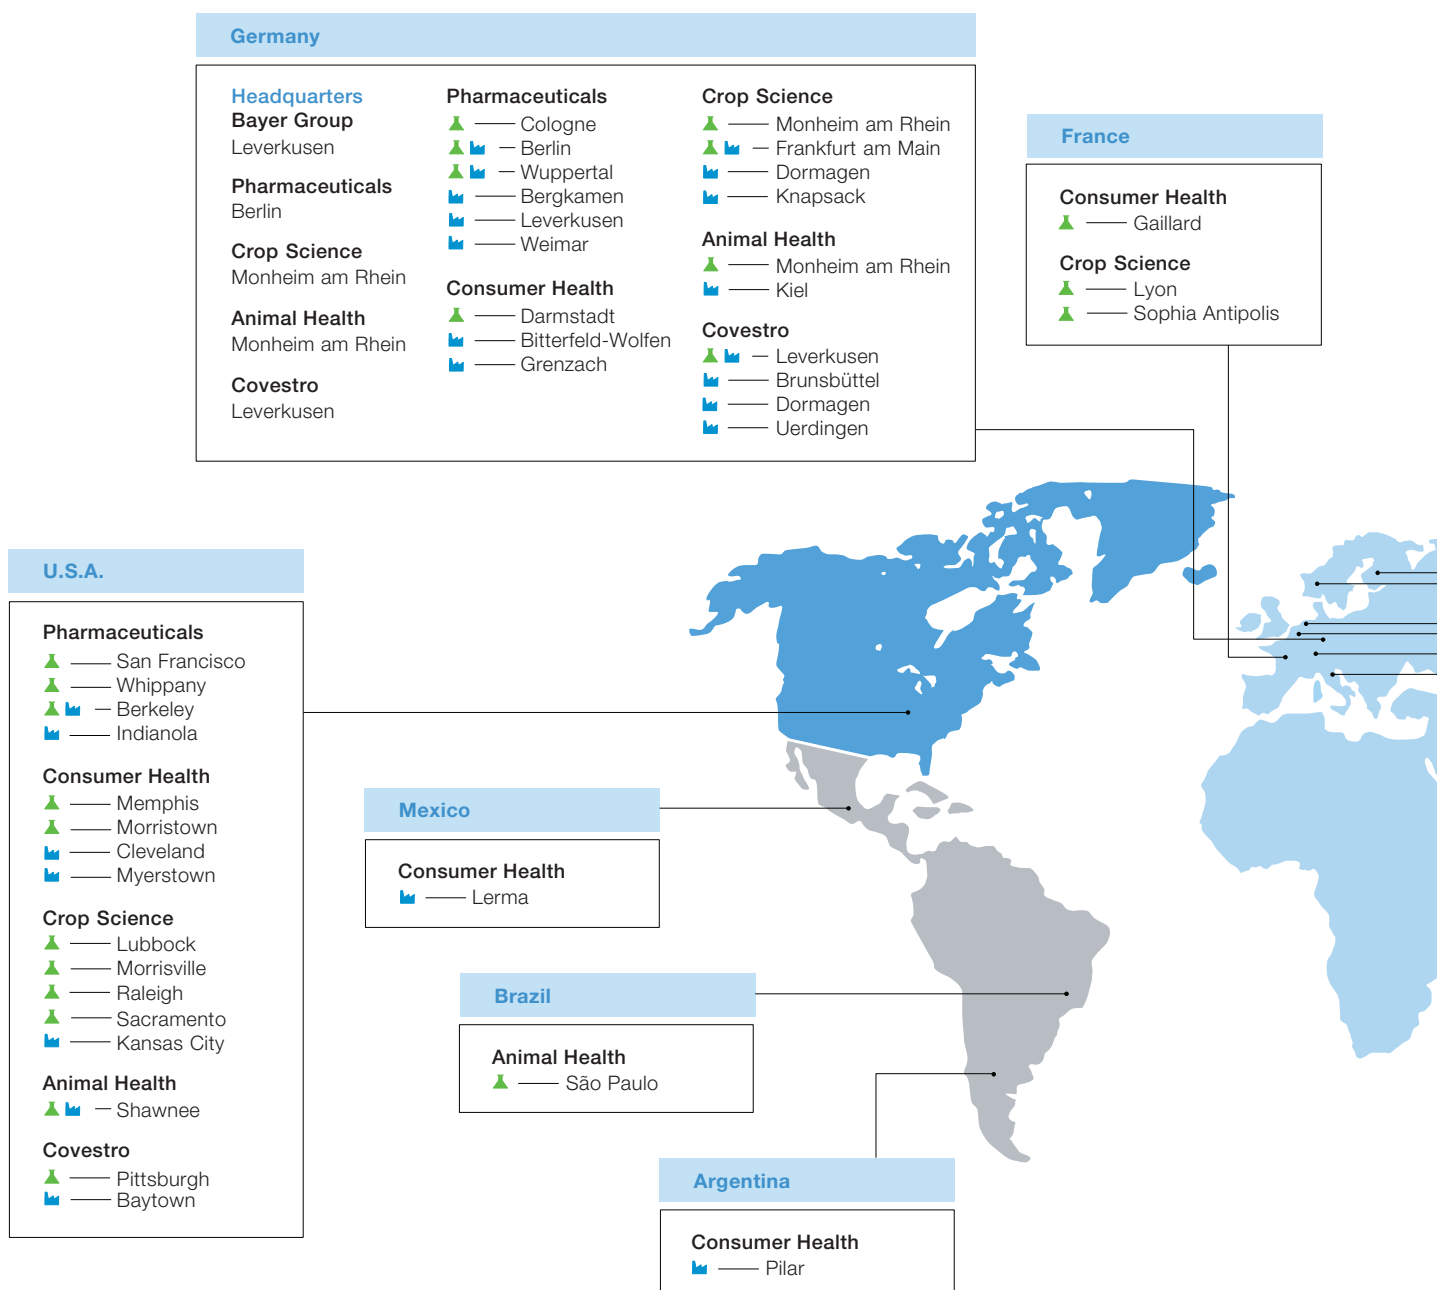 Germany
Headquarters
Bayer Group
Leverkusen
Pharmaceuticals
Berlin
Crop Science
Monheim am Rhein
Animal Health
Monheim am Rhein
Covestro
Leverkusen
Pharmaceuticals
Cologne
Berlin
Wuppertal
Bergkamen
Leverkusen
Weimar
Consumer Health
Darmstadt
Bitterfeld-Wolfen
Grenzach
Crop Science
Monheim am Rhein
Frankfurt am Main
Dormagen
Knapsack
Animal Health
Monheim am Rhein
Kiel
Covestro
Leverkusen
Brunsbüttel
Dormagen
Uerdingen
France
Consumer Health
Gaillard
Crop Science
Lyon
Sophia Antipolis
U.S.A.
Pharmaceuticals
San Francisco
Whippany
Berkeley
Indianola
Consumer Health
Memphis
Morristown
Cleveland
Myerstown
Crop Science
Lubbock
Morrisville
Raleigh
Sacramento
Kansas City
Animal Health
Shawnee
Covestro
Pittsburgh
Baytown
Mexico
Consumer Health
Lerma
Brazil
Animal Health
São Paulo
Argentina
Consumer Health
Pilar